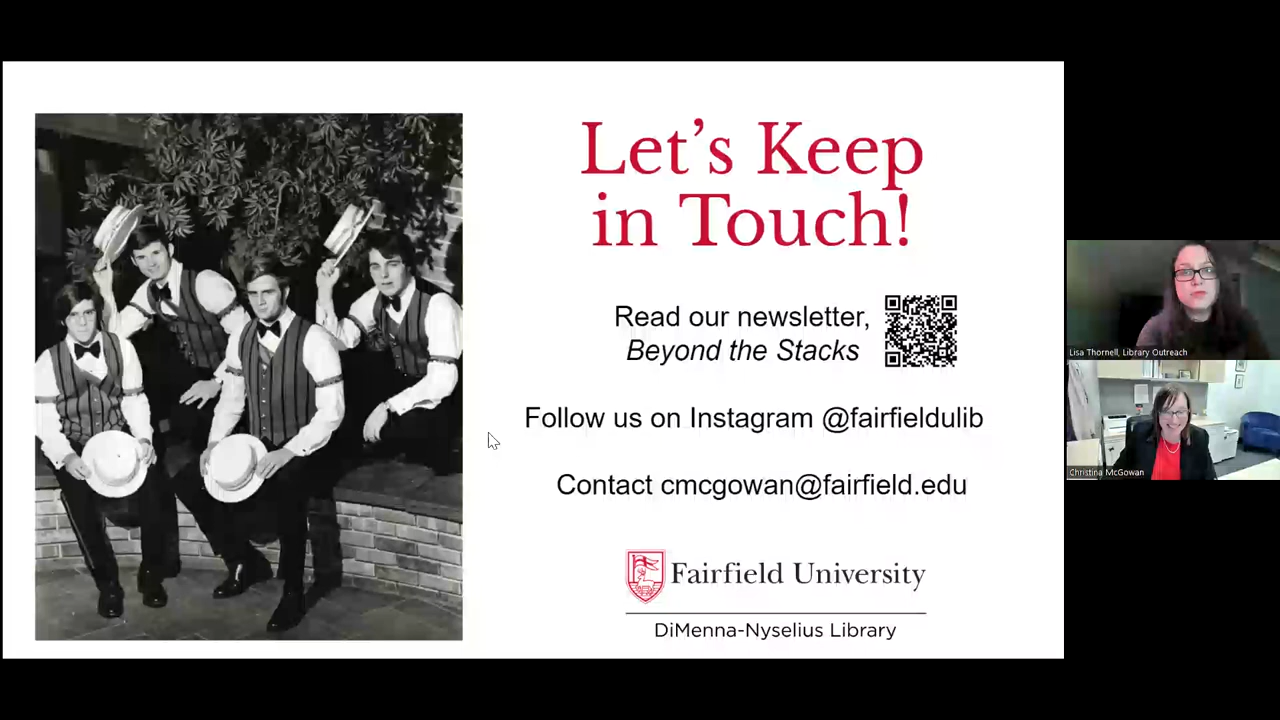 Let's Keep
in Touch!
Read our newsletter,
Beyond the Stacks
Follow us on Instagram @fairfieldulib
Contact cmcgowan@fairfield.edu
Fairfield University
DiMenna-Nyselius Library
Lisa Thornell, Library Outreach
Christina McGowan